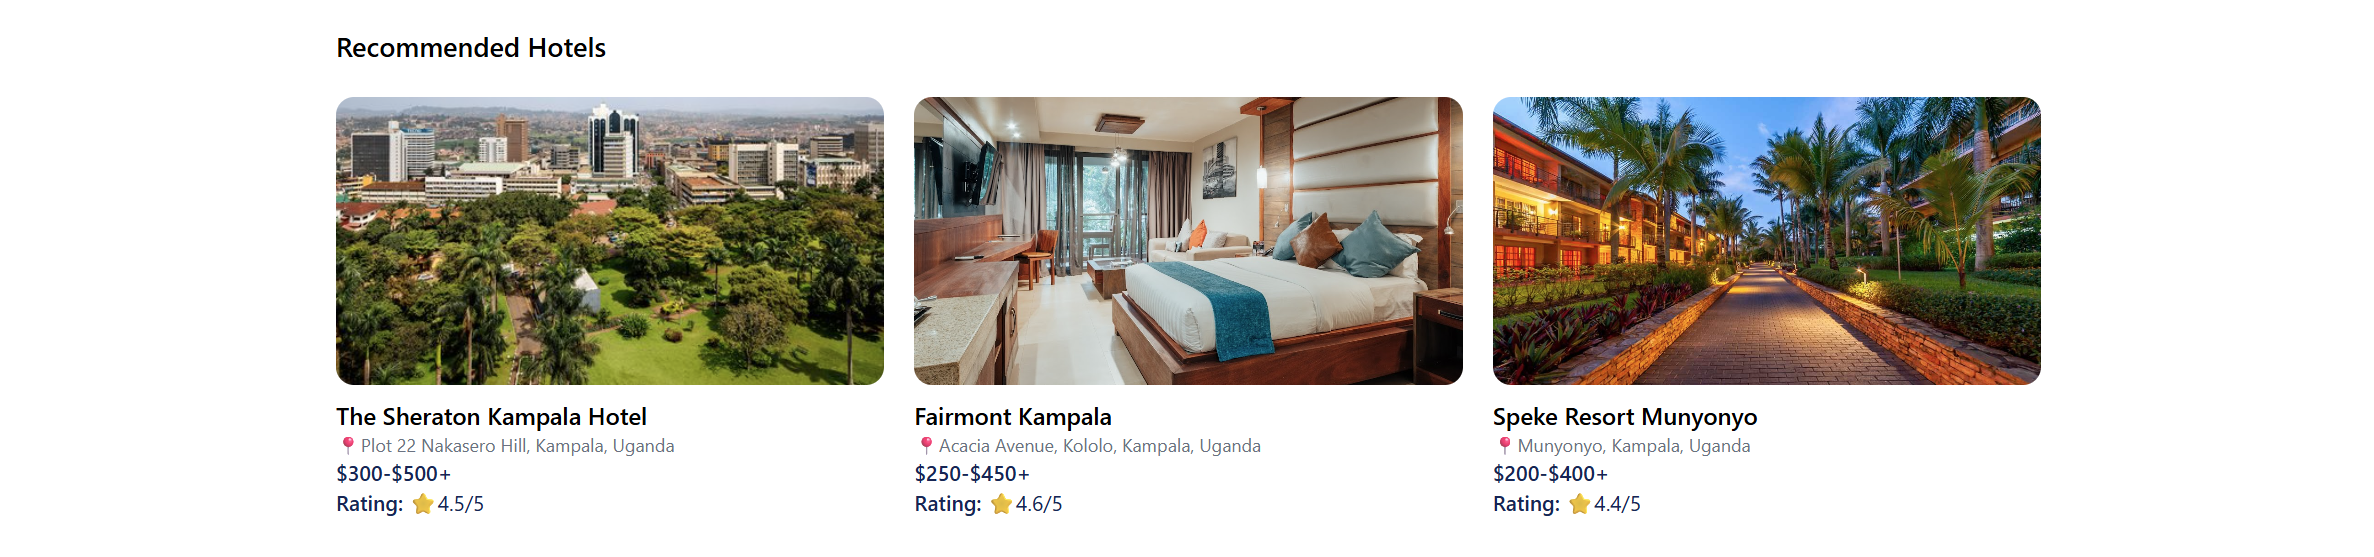 Recommended Hotels
The Sheraton Kampala Hotel
📍Plot 22 Nakasero Hill, Kampala, Uganda
$300-$500+
Rating: ⭐4.5/5
Fairmont Kampala
📍Acacia Avenue, Kololo, Kampala, Uganda
$250-$450+
Rating: ⭐4.6/5
Speke Resort Munyonyo
📍Munyonyo, Kampala, Uganda
$200-$400+
Rating: ⭐4.4/5